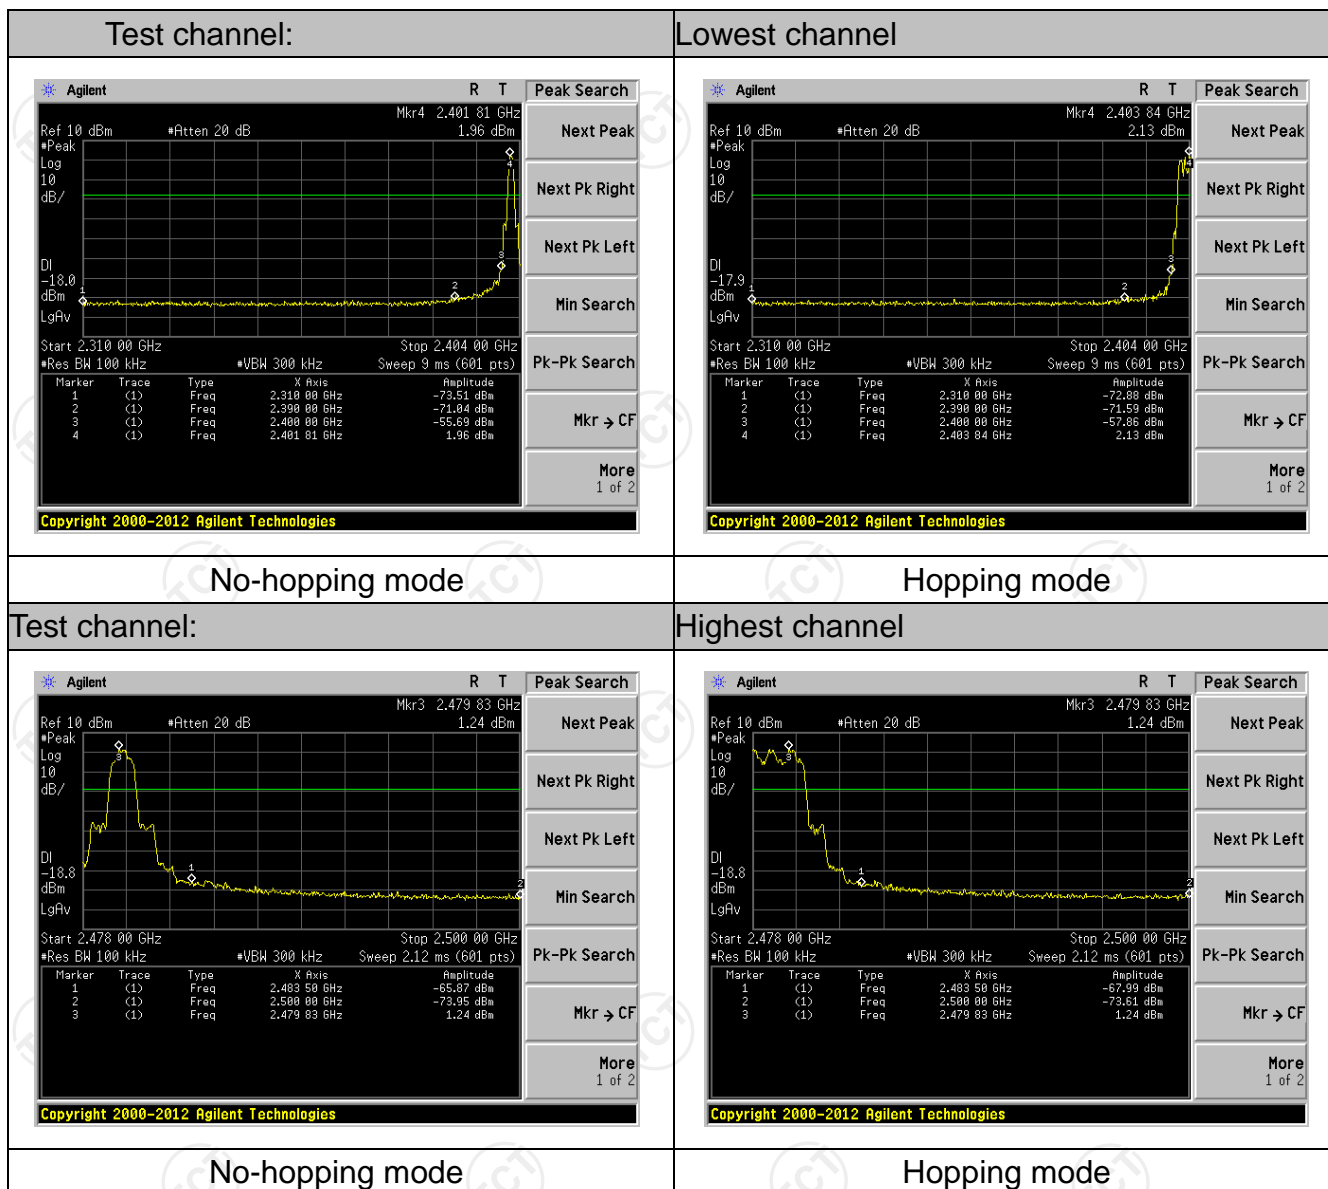 Test channel: Lowest channel
Agilent R T Peak Search
Mkr4 2.401 81 GHz
Ref 10 dBm #Atten 20 dB 1.96 dBm
#Peak
Log
10
dB/
DI
-18.0
dBm
LgAv
4
3
2
1
Start 2.310 00 GHz Stop 2.404 00 GHz
#Res BW 100 kHz #VBW 300 kHz Sweep 9 ms (601 pts)
Marker Trace Type X Axis Amplitude
1 (1) Freq 2.310 00 GHz -73.51 dBm
2 (1) Freq 2.390 00 GHz -71.04 dBm
3 (1) Freq 2.400 00 GHz -55.69 dBm
4 (1) Freq 2.401 81 GHz 1.96 dBm
Next Peak
Next Pk Right
Next Pk Left
Min Search
Pk-Pk Search
Mkr → CF
More
1 of 2
Copyright 2000-2012 Agilent Technologies
Agilent R T Peak Search
Mkr4 2.403 84 GHz
Ref 10 dBm #Atten 20 dB 2.13 dBm
#Peak
Log
10
dB/
DI
-17.9
dBm
LgAv
4
3
2
1
Start 2.310 00 GHz Stop 2.404 00 GHz
#Res BW 100 kHz #VBW 300 kHz Sweep 9 ms (601 pts)
Marker Trace Type X Axis Amplitude
1 (1) Freq 2.310 00 GHz -72.88 dBm
2 (1) Freq 2.390 00 GHz -71.59 dBm
3 (1) Freq 2.400 00 GHz -57.86 dBm
4 (1) Freq 2.403 84 GHz 2.13 dBm
Next Peak
Next Pk Right
Next Pk Left
Min Search
Pk-Pk Search
Mkr → CF
More
1 of 2
Copyright 2000-2012 Agilent Technologies
No-hopping mode Hopping mode
Test channel: Highest channel
Agilent R T Peak Search
Mkr3 2.479 83 GHz
Ref 10 dBm #Atten 20 dB 1.24 dBm
#Peak
Log
10
dB/
DI
-18.8
dBm
LgAv
3
1
2
Start 2.478 00 GHz Stop 2.500 00 GHz
#Res BW 100 kHz #VBW 300 kHz Sweep 2.12 ms (601 pts)
Marker Trace Type X Axis Amplitude
1 (1) Freq 2.483 50 GHz -65.87 dBm
2 (1) Freq 2.500 00 GHz -73.95 dBm
3 (1) Freq 2.479 83 GHz 1.24 dBm
Next Peak
Next Pk Right
Next Pk Left
Min Search
Pk-Pk Search
Mkr → CF
More
1 of 2
Copyright 2000-2012 Agilent Technologies
Agilent R T Peak Search
Mkr3 2.479 83 GHz
Ref 10 dBm #Atten 20 dB 1.24 dBm
#Peak
Log
10
dB/
DI
-18.8
dBm
LgAv
3
1
2
Start 2.478 00 GHz Stop 2.500 00 GHz
#Res BW 100 kHz #VBW 300 kHz Sweep 2.12 ms (601 pts)
Marker Trace Type X Axis Amplitude
1 (1) Freq 2.483 50 GHz -67.99 dBm
2 (1) Freq 2.500 00 GHz -73.61 dBm
3 (1) Freq 2.479 83 GHz 1.24 dBm
Next Peak
Next Pk Right
Next Pk Left
Min Search
Pk-Pk Search
Mkr → CF
More
1 of 2
Copyright 2000-2012 Agilent Technologies
No-hopping mode Hopping mode